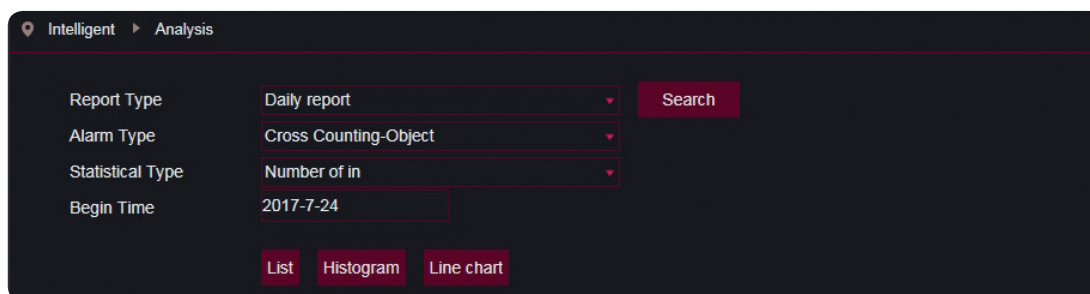 Intelligent Analysis
Report Type Daily report Search
Alarm Type Cross Counting-Object
Statistical Type Number of in
Begin Time 2017-7-24
List Histogram Line chart